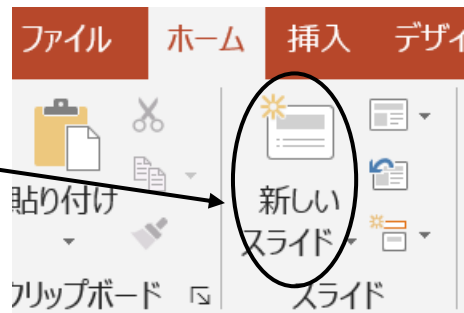 ファイル ホーム 挿入 デザイ
貼り付け
新しい
スライド
クリップボード
スライド